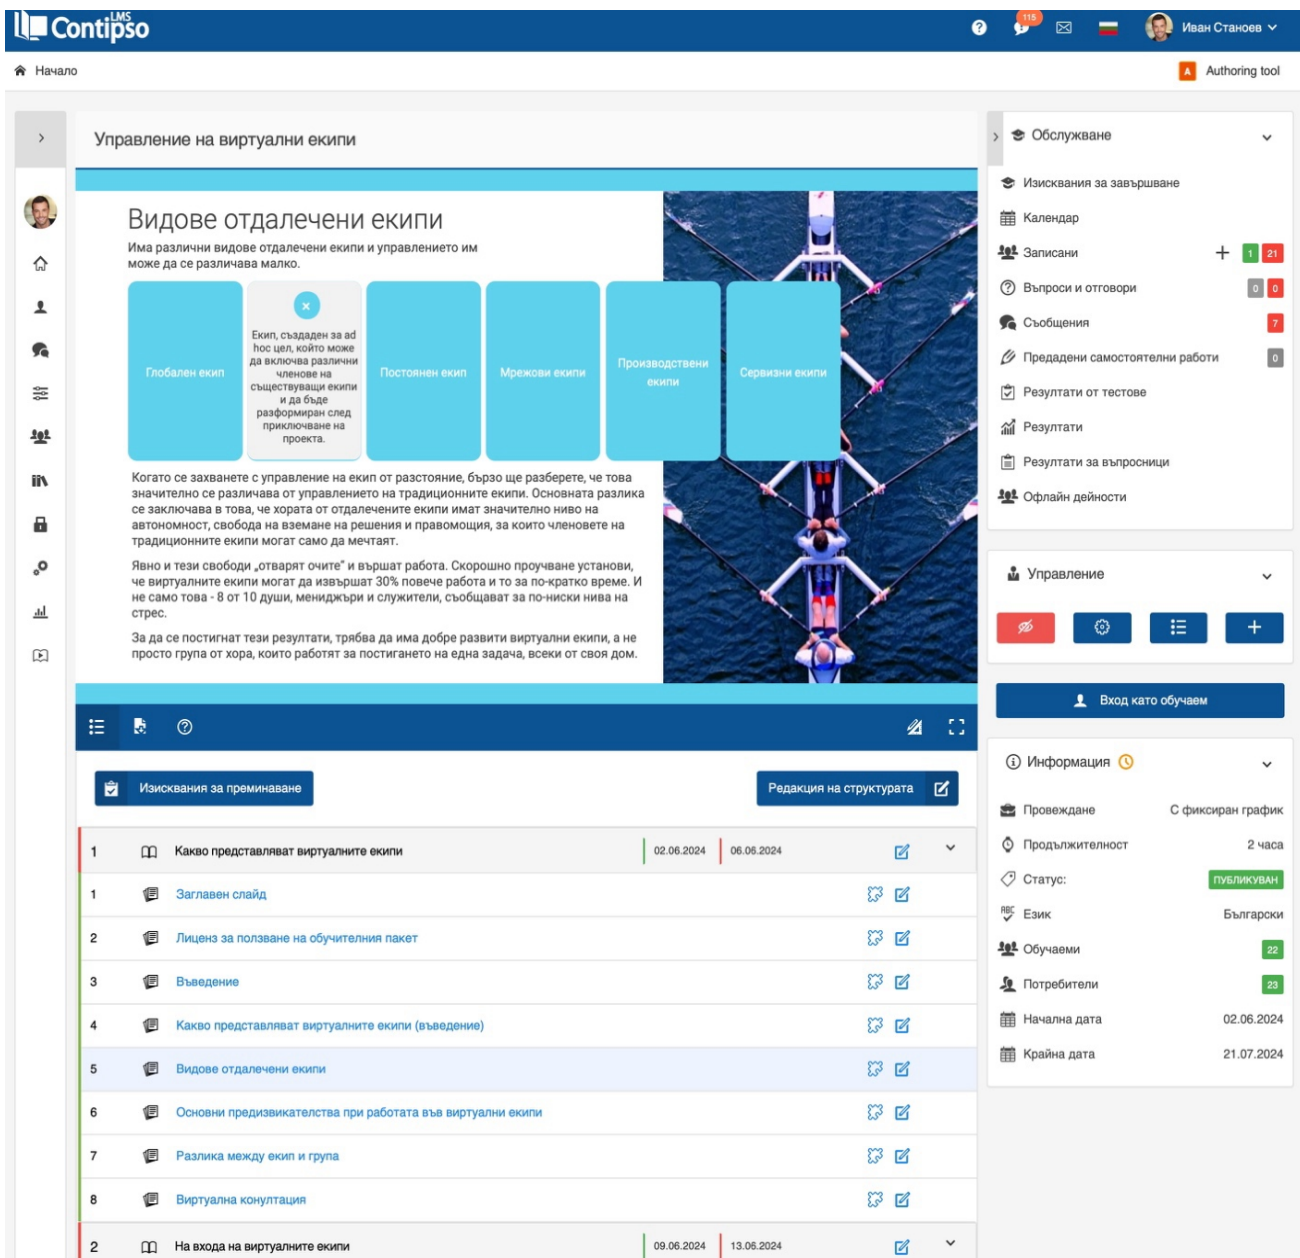 Contipso LMS
115
Иван Станоев
Начало
A Authoring tool
Управление на виртуални екипи
Видове отдалечени екипи
Има различни видове отдалечени екипи и управлението им
може да се различава малко.
Глобален екип
Екип, създаден за ad
hoc цел, който може
да включва различни
членове на
съществуващи екипи
и да бъде
разформиран след
приключване на
проекта.
Постоянен екип
Мрежови екипи
Производствени
екипи
Сервизни екипи
Когато се захванете с управление на екип от разстояние, бързо ще разберете, че това
значително се различава от управлението на традиционните екипи. Основната разлика
се заключава в това, че хората от отдалечените екипи имат значително ниво на
автономност, свобода на вземане на решения и правомощия, за които членовете на
традиционните екипи могат само да мечтаят.
Явно и тези свободи „отварят очите" и вършат работа. Скорошно проучване установи,
че виртуалните екипи могат да извършат 30% повече работа и то за по-кратко време. И
не само това - 8 от 10 души, мениджъри и служители, съобщават за по-ниски нива на
стрес.
За да се постигнат тези резултати, трябва да има добре развити виртуални екипи, а не
просто група от хора, които работят за постигането на една задача, всеки от своя дом.
Изисквания за преминаване
Редакция на структурата
1 Какво представляват виртуалните екипи 02.06.2024 06.06.2024
1 Заглавен слайд
2 Лиценз за ползване на обучителния пакет
3 Въведение
4 Какво представляват виртуалните екипи (въведение)
5 Видове отдалечени екипи
6 Основни предизвикателства при работата във виртуални екипи
7 Разлика между екип и група
8 Виртуална конултация
2 На входа на виртуалните екипи 09.06.2024 13.06.2024
Обслужване
Изисквания за завършване
Календар
Записани 1 21
Въпроси и отговори 0 0
Съобщения 7
Предадени самостоятелни работи 0
Резултати от тестове
Резултати
Резултати за въпросници
Офлайн дейности
Управление
Вход като обучаем
Информация
Провеждане С фиксиран график
Продължителност 2 часа
Статус: ПУБЛИКУВАН
ABC Език Български
Обучаеми 22
Потребители 23
Начална дата 02.06.2024
Крайна дата 21.07.2024